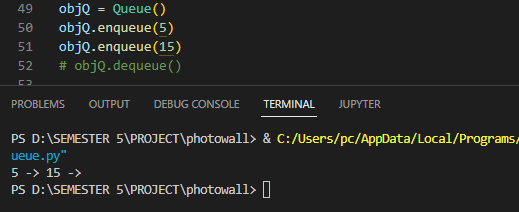 49 objQ = Queue()
50 objQ.enqueue(5)
51 objQ.enqueue(15)
52 # objQ.dequeue()
53
PROBLEMS OUTPUT DEBUG CONSOLE TERMINAL JUPYTER
PS D:\SEMESTER 5\PROJECT\photowall> & C:/Users/pc/AppData/Local/Programs/
ueue.py"
5 -> 15 ->
PS D:\SEMESTER 5\PROJECT\photowall>